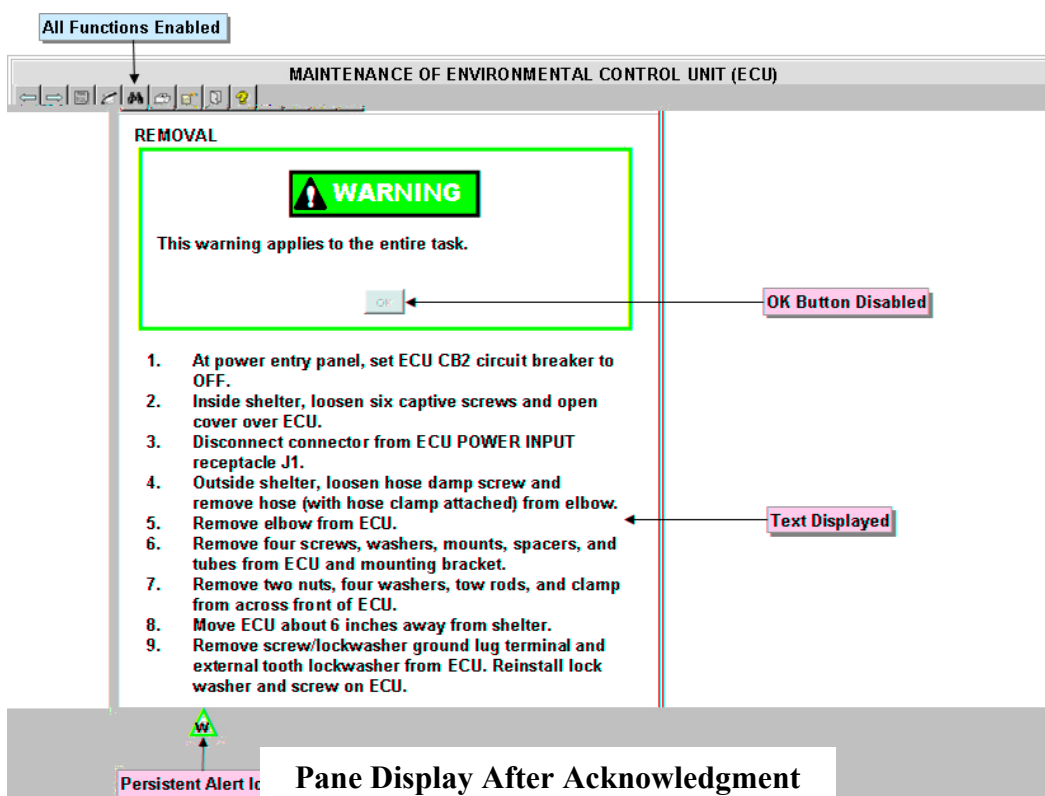 All Functions Enabled
MAINTENANCE OF ENVIRONMENTAL CONTROL UNIT (ECU)
REMOVAL
WARNING
This warning applies to the entire task.
OK
OK Button Disabled
1. At power entry panel, set ECU CB2 circuit breaker to
OFF.
2. Inside shelter, loosen six captive screws and open
cover over ECU.
3. Disconnect connector from ECU POWER INPUT
receptacle J1.
4. Outside shelter, loosen hose damp screw and
remove hose (with hose clamp attached) from elbow.
5. Remove elbow from ECU.
Text Displayed
6. Remove four screws, washers, mounts, spacers, and
tubes from ECU and mounting bracket.
7. Remove two nuts, four washers, tow rods, and clamp
from across front of ECU.
8. Move ECU about 6 inches away from shelter.
9. Remove screw/lockwasher ground lug terminal and
external tooth lockwasher from ECU. Reinstall lock
washer and screw on ECU.
W
Persistent Alert
Pane Display After Acknowledgment